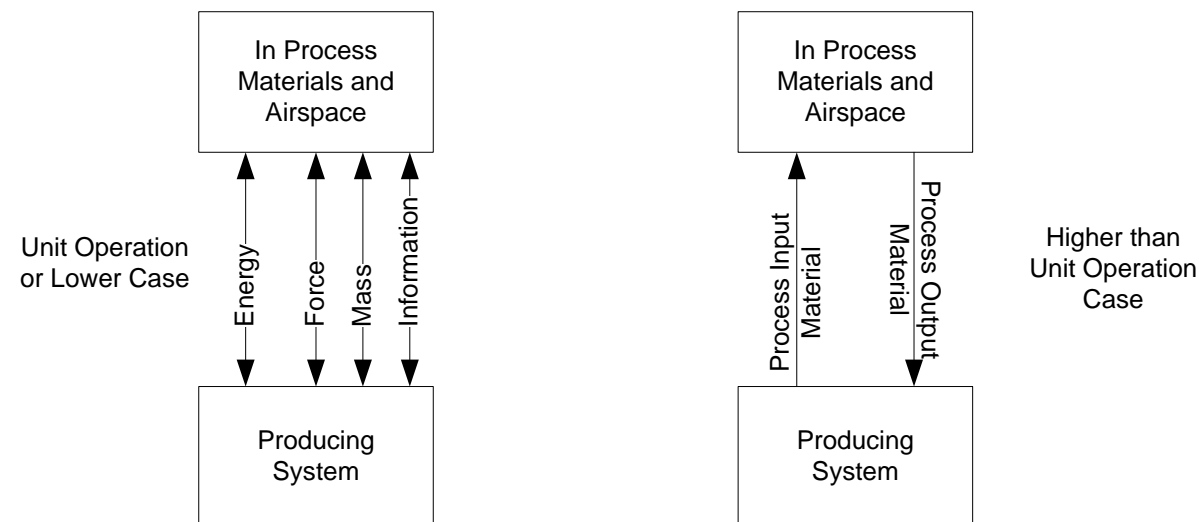 In Process
Materials and
Airspace
In Process
Materials and
Airspace
Unit Operation
or Lower Case
Energy
Force
Mass
Information
Process Input
Material
Process Output
Material
Higher than
Unit Operation
Case
Producing
System
Producing
System